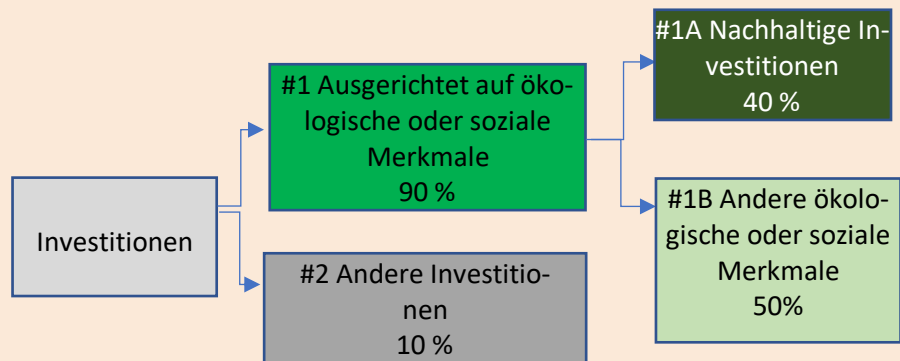 Investitionen
#1 Ausgerichtet auf öko-
logische oder soziale
Merkmale
90 %
#2 Andere Investitio-
nen
10 %
#1A Nachhaltige In-
vestitionen
40 %
#1B Andere ökolo-
gische oder soziale
Merkmale
50%